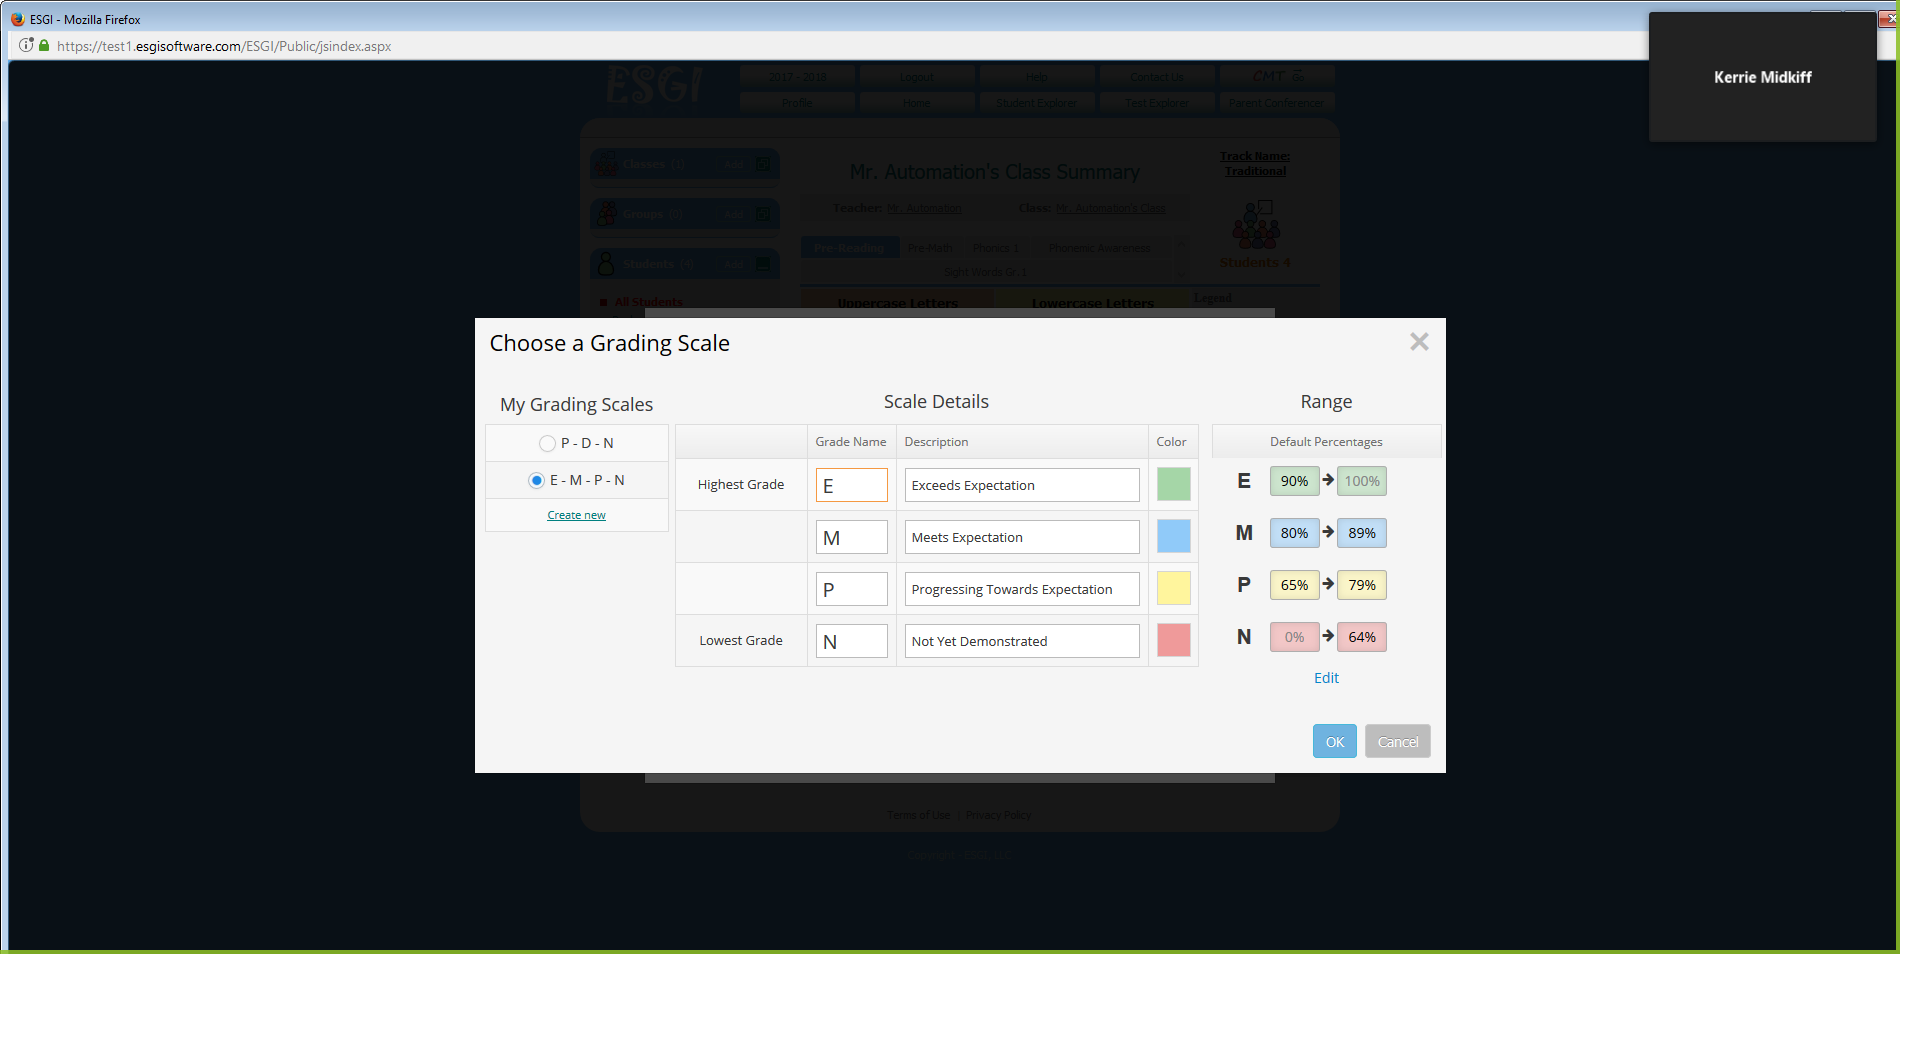 ESGI - Mozilla Firefox
https://test1.esgisoftware.com/ESGI/Public/jsindex.aspx
Kerrie Midkiff
ESGI
2017 - 2018 Logout Help Contact Us CMT To Go
Profile Home Student Explorer Test Explorer Parent Conferencer
Classes (1) Add
Groups (0) Add
Students (4) Add
All Students
Mr. Automation's Class Summary
Teacher: Mr. Automation Class: Mr. Automation's Class
Track Name:
Traditional
Students 4
Pre-Reading Pre-Math Phonics 1 Phonemic Awareness
Sight Words Gr.1
Uppercase Letters Lowercase Letters Legend
Choose a Grading Scale
My Grading Scales
P - D - N
E - M - P - N
Create new
Scale Details
Grade Name Description Color
Highest Grade E Exceeds Expectation
M Meets Expectation
P Progressing Towards Expectation
Lowest Grade N Not Yet Demonstrated
Range
Default Percentages
E 90% 100%
M 80% 89%
P 65% 79%
N 0% 64%
Edit
OK Cancel
Terms of Use | Privacy Policy